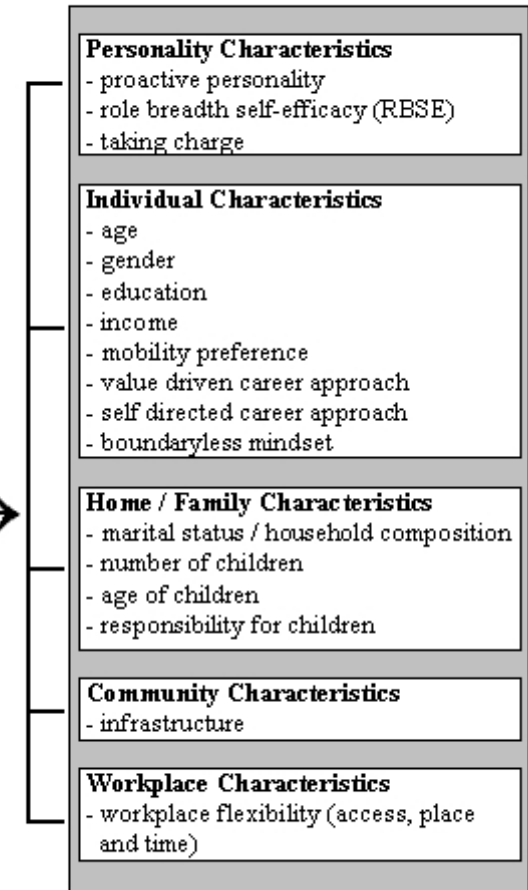 Personality Characteristics
- proactive personality
- role breadth self-efficacy (RBSE)
- taking charge
Individual Characteristics
- age
- gender
- education
- income
- mobility preference
- value driven career approach
- self directed career approach
- boundaryless mindset
Home / Family Characteristics
- marital status / household composition
- number of children
- age of children
- responsibility for children
Community Characteristics
- infrastructure
Workplace Characteristics
- workplace flexibility (access, place
and time)